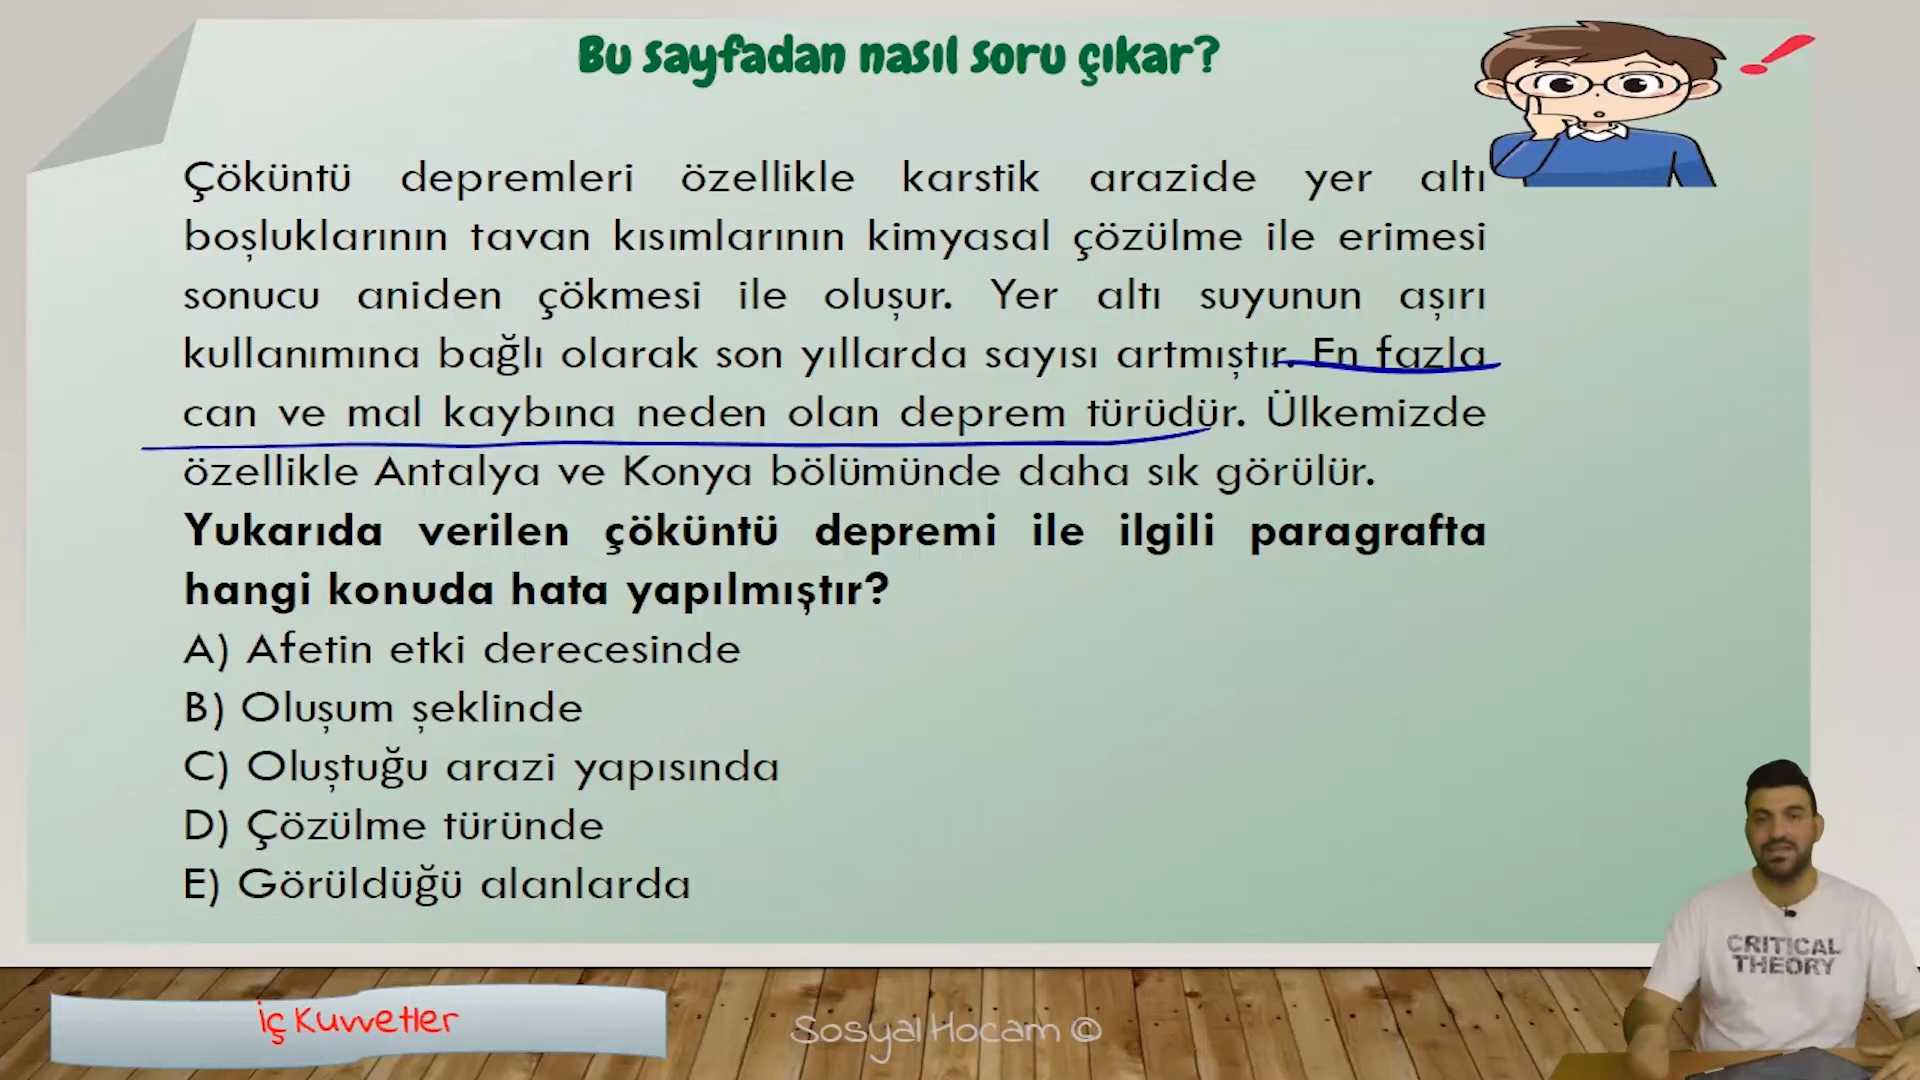 Bu sayfadan nasıl soru çıkar?
Çöküntü depremleri özellikle karstik arazide yer altı
boşluklarının tavan kısımlarının kimyasal çözülme ile erimesi
sonucu aniden çökmesi ile oluşur. Yer altı suyunun aşırı
kullanımına bağlı olarak son yıllarda sayısı artmıştır. En fazla
can ve mal kaybına neden olan deprem türüdür. Ülkemizde
özellikle Antalya ve Konya bölümünde daha sık görülür.
Yukarıda verilen çöküntü depremi ile ilgili paragrafta
hangi konuda hata yapılmıştır?
A) Afetin etki derecesinde
B) Oluşum şeklinde
C) Oluştuğu arazi yapısında
D) Çözülme türünde
E) Görüldüğü alanlarda
CRITICAL
THEORY
İç Kuvvetler
Sosyal Hocam ©